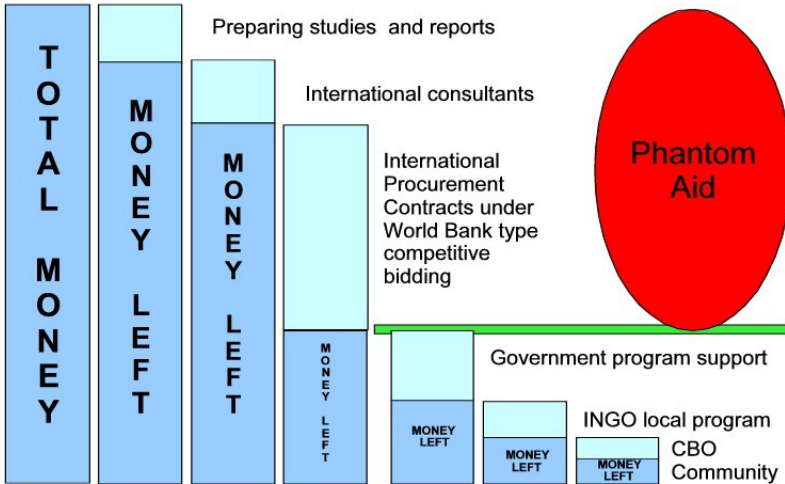 TOTAL MONEY
MONEY LEFT
MONEY LEFT
MONEY LEFT
Preparing studies and reports
International consultants
International
Procurement
Contracts under
World Bank type
competitive
bidding
Phantom
Aid
Government program support
MONEY
LEFT
INGO local program
MONEY
LEFT
CBO
Community
MONEY
LEFT